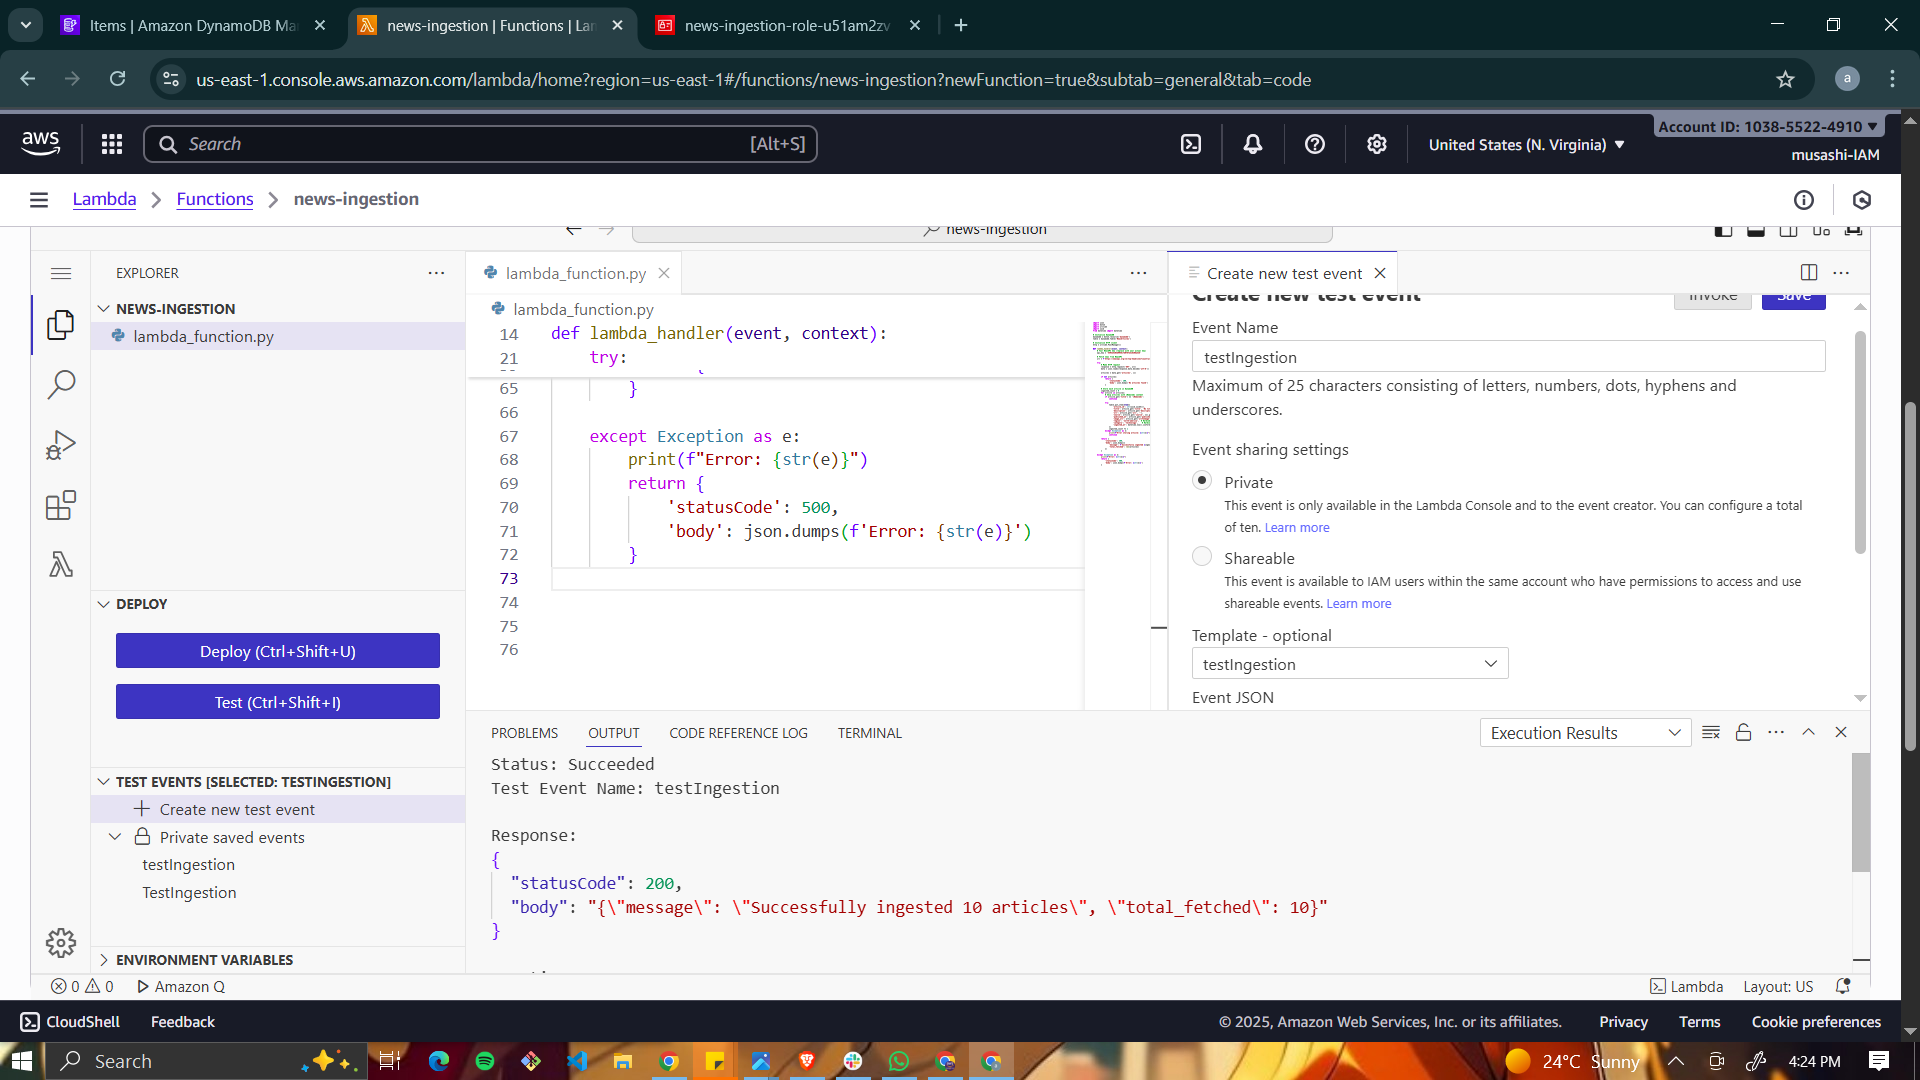 Items | Amazon DynamoDB Ma
news-ingestion | Functions | La
news-ingestion-role-u51am2zv
us-east-1.console.aws.amazon.com/lambda/home?region=us-east-1#/functions/news-ingestion?newFunction=true&subtab=general&tab=code
a
aws
Search
[Alt+S]
United States (N. Virginia)
Account ID: 1038-5522-4910
musashi-IAM
Lambda
Functions
news-ingestion
news-ingestion
EXPLORER
NEWS-INGESTION
lambda_function.py
DEPLOY
Deploy (Ctrl+Shift+U)
Test (Ctrl+Shift+I)
TEST EVENTS [SELECTED: TESTINGESTION]
Create new test event
Private saved events
testIngestion
TestIngestion
ENVIRONMENT VARIABLES
lambda_function.py
lambda_function.py
14 def lambda_handler(event, context):
21 try:
65 }
66
67 except Exception as e:
68 print(f"Error: {str(e)}")
69 return {
70 'statusCode': 500,
71 'body': json.dumps(f'Error: {str(e)}')
72 }
73
74
75
76
Create new test event
Create new test event
Invoke
Save
Event Name
testIngestion
Maximum of 25 characters consisting of letters, numbers, dots, hyphens and
underscores.
Event sharing settings
Private
This event is only available in the Lambda Console and to the event creator. You can configure a total
of ten. Learn more
Shareable
This event is available to IAM users within the same account who have permissions to access and use
shareable events. Learn more
Template - optional
testIngestion
Event JSON
PROBLEMS
OUTPUT
CODE REFERENCE LOG
TERMINAL
Execution Results
Status: Succeeded
Test Event Name: testIngestion
Response:
{
"statusCode": 200,
"body": "{\"message\": \"Successfully ingested 10 articles\", \"total_fetched\": 10}"
}
0
0
Amazon Q
Lambda
Layout: US
CloudShell
Feedback
© 2025, Amazon Web Services, Inc. or its affiliates.
Privacy
Terms
Cookie preferences
Search
24°C Sunny
4:24 PM